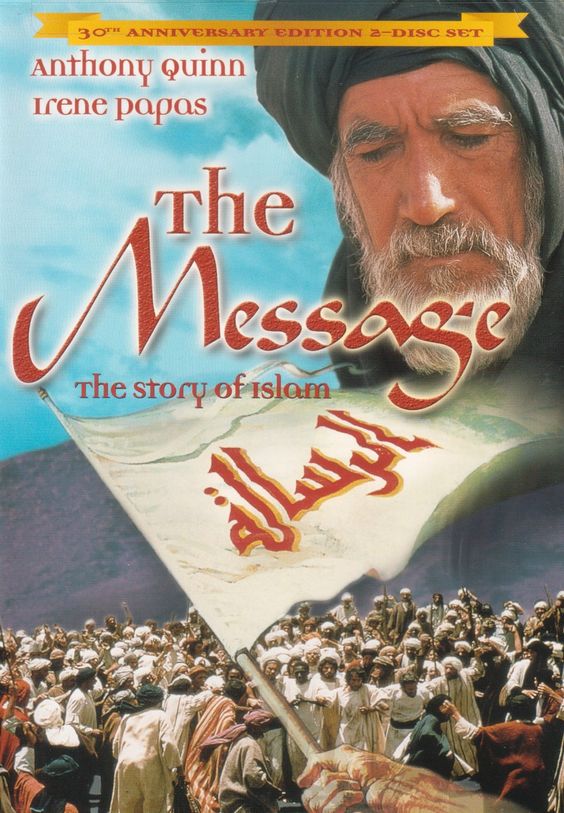 30TH ANNIVERSARY EDITION 2-DISC SET
Anthony Quinn
Irene Papas
The
Message
The Story of Islam
الرسالة